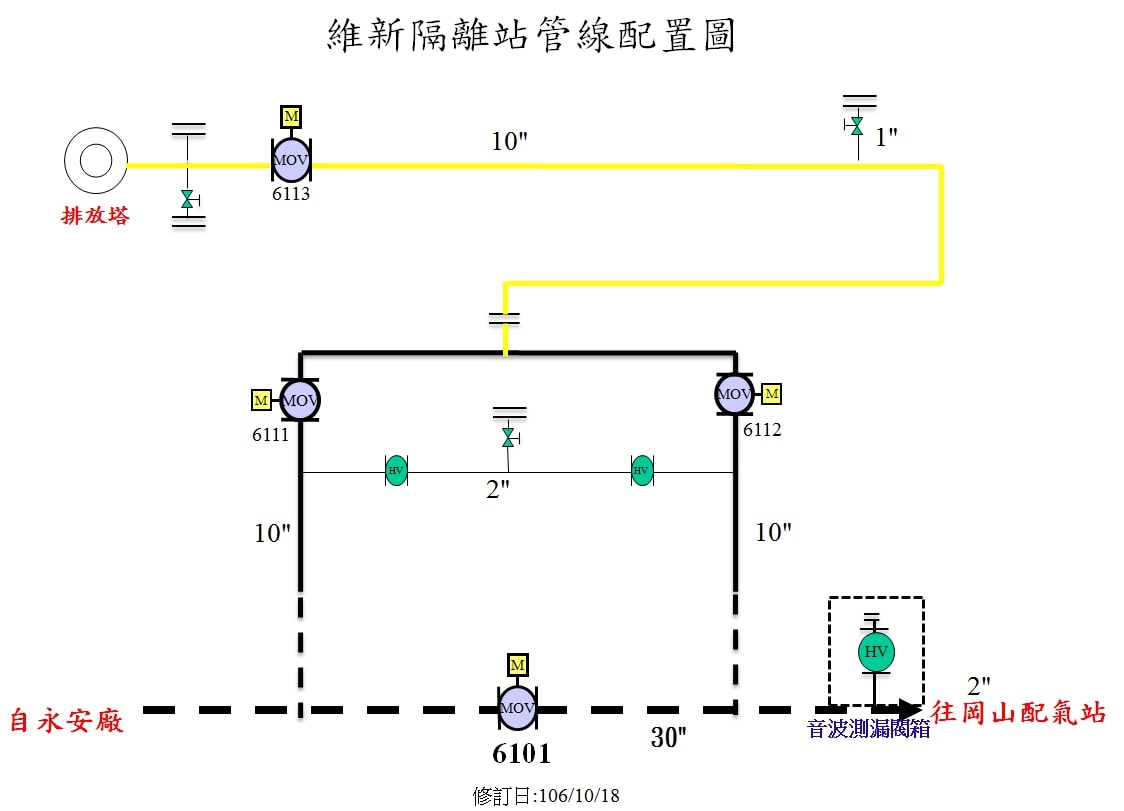 維新隔離站管線配置圖
M
10"
1"
MOV
6113
排放塔
M
MOV
MOV
M
6111
6112
HV
HV
2"
10"
10"
HV
M
2"
自永安廠
MOV
往岡山配氣站
30"
音波測漏閥箱
6101
修訂日:106/10/18